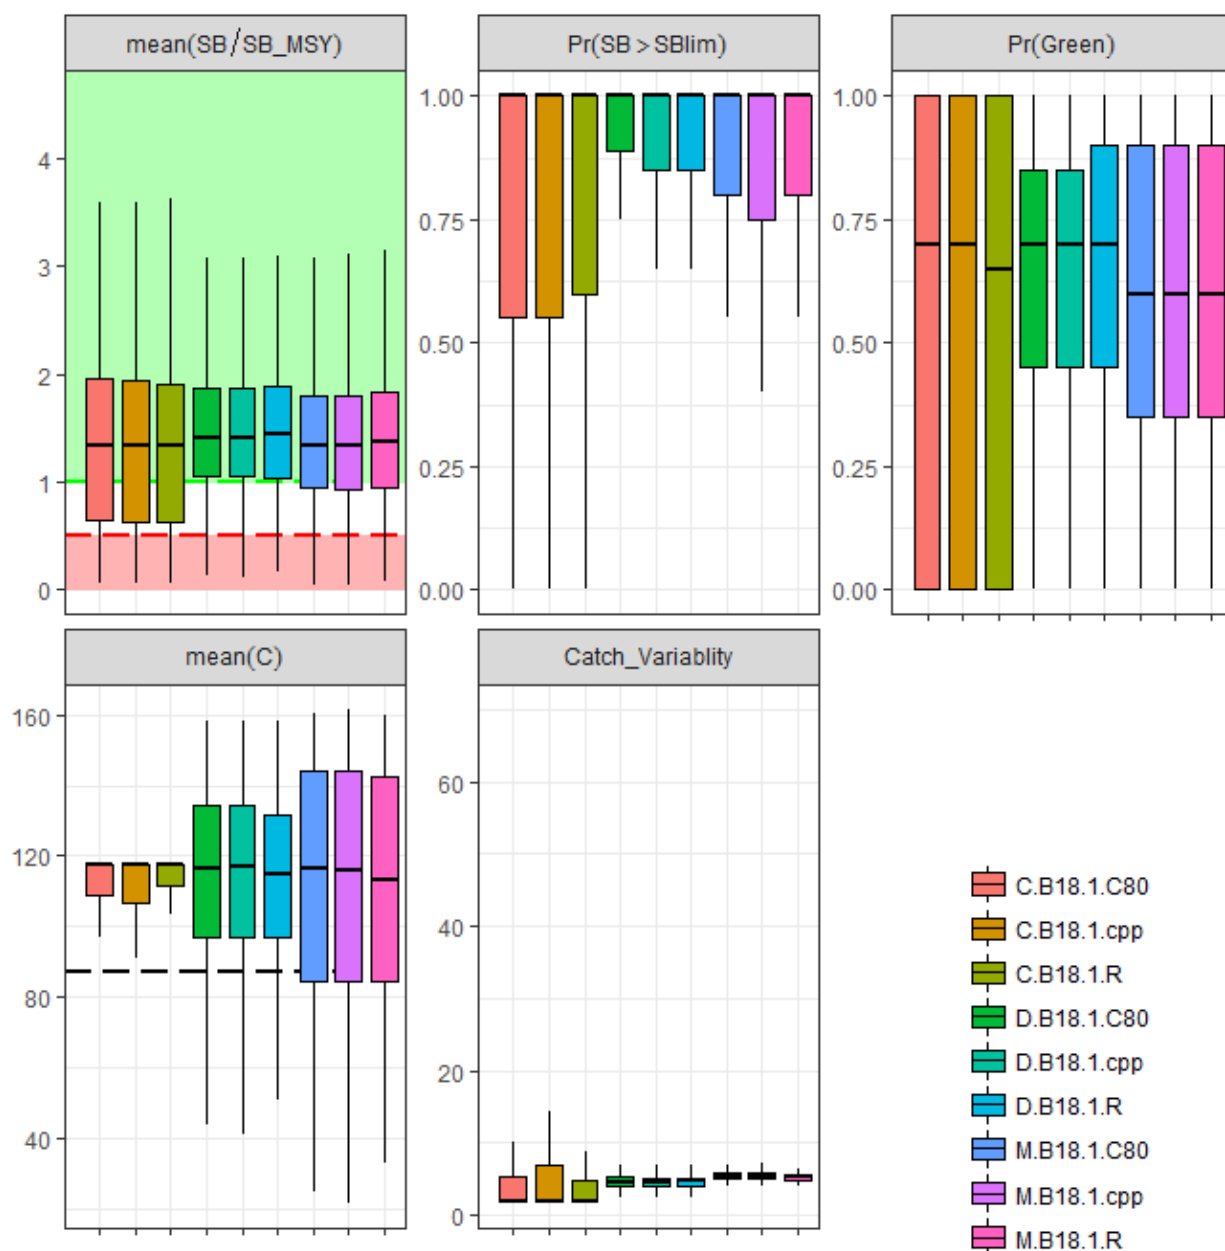 mean(SB/SB_MSY)
Pr(SB>SBlim)
Pr(Green)
4
3
2
1
0
1.00
0.75
0.50
0.25
0.00
1.00
0.75
0.50
0.25
0.00
mean(C)
Catch_Variablity
160
120
80
40
60
40
20
0
C.B18.1.C80
C.B18.1.cpp
C.B18.1.R
D.B18.1.C80
D.B18.1.cpp
D.B18.1.R
M.B18.1.C80
M.B18.1.cpp
M.B18.1.R